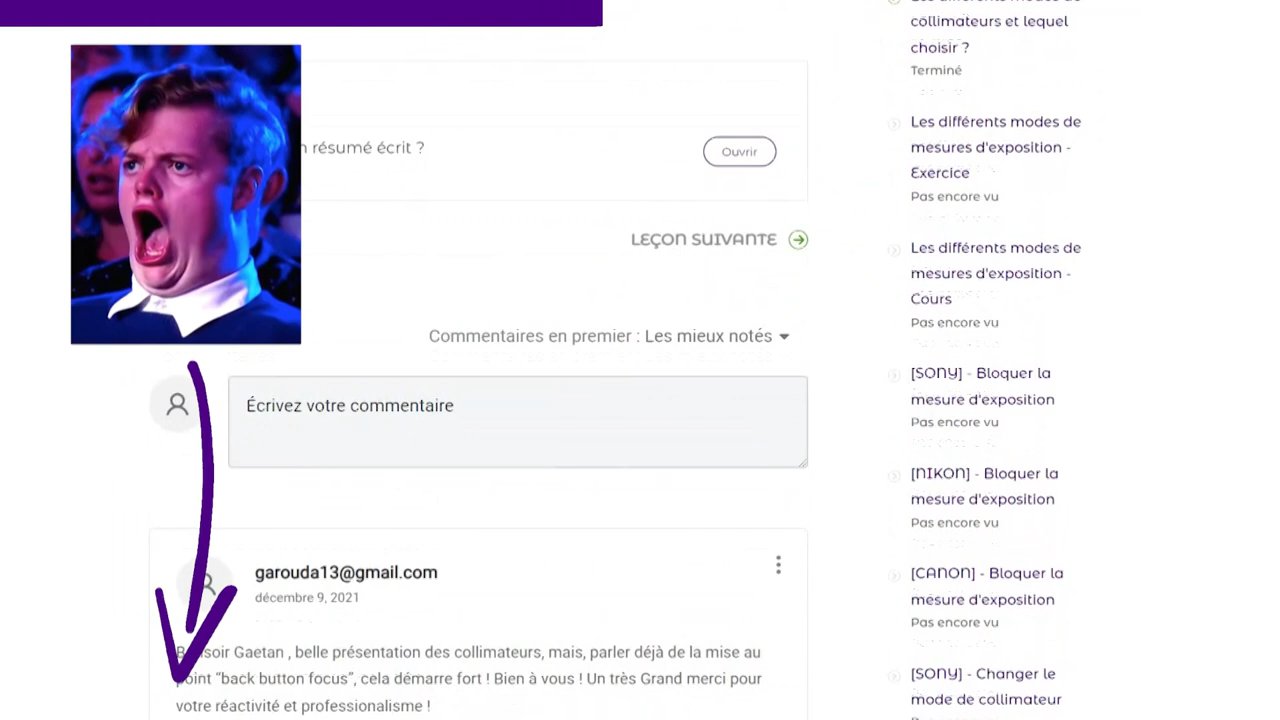 n résumé écrit ?
Ouvrir
LEÇON SUIVANTE
Commentaires en premier : Les mieux notés
Écrivez votre commentaire
garouda13@gmail.com
décembre 9, 2021
Gaetan , belle présentation des collimateurs, mais, parler déjà de la mise au
point “back button focus”, cela démarre fort ! Bien à vous ! Un très Grand merci pour
votre réactivité et professionalisme !
Les différents modes de
collimateurs et lequel
choisir ?
Terminé
Les différents modes de
mesures d'exposition -
Exercice
Pas encore vu
Les différents modes de
mesures d'exposition -
Cours
Pas encore vu
[SONY] - Bloquer la
mesure d'exposition
Pas encore vu
[NIKON] - Bloquer la
mesure d'exposition
Pas encore vu
[CANON] - Bloquer la
mesure d'exposition
Pas encore vu
[SONY] - Changer le
mode de collimateur